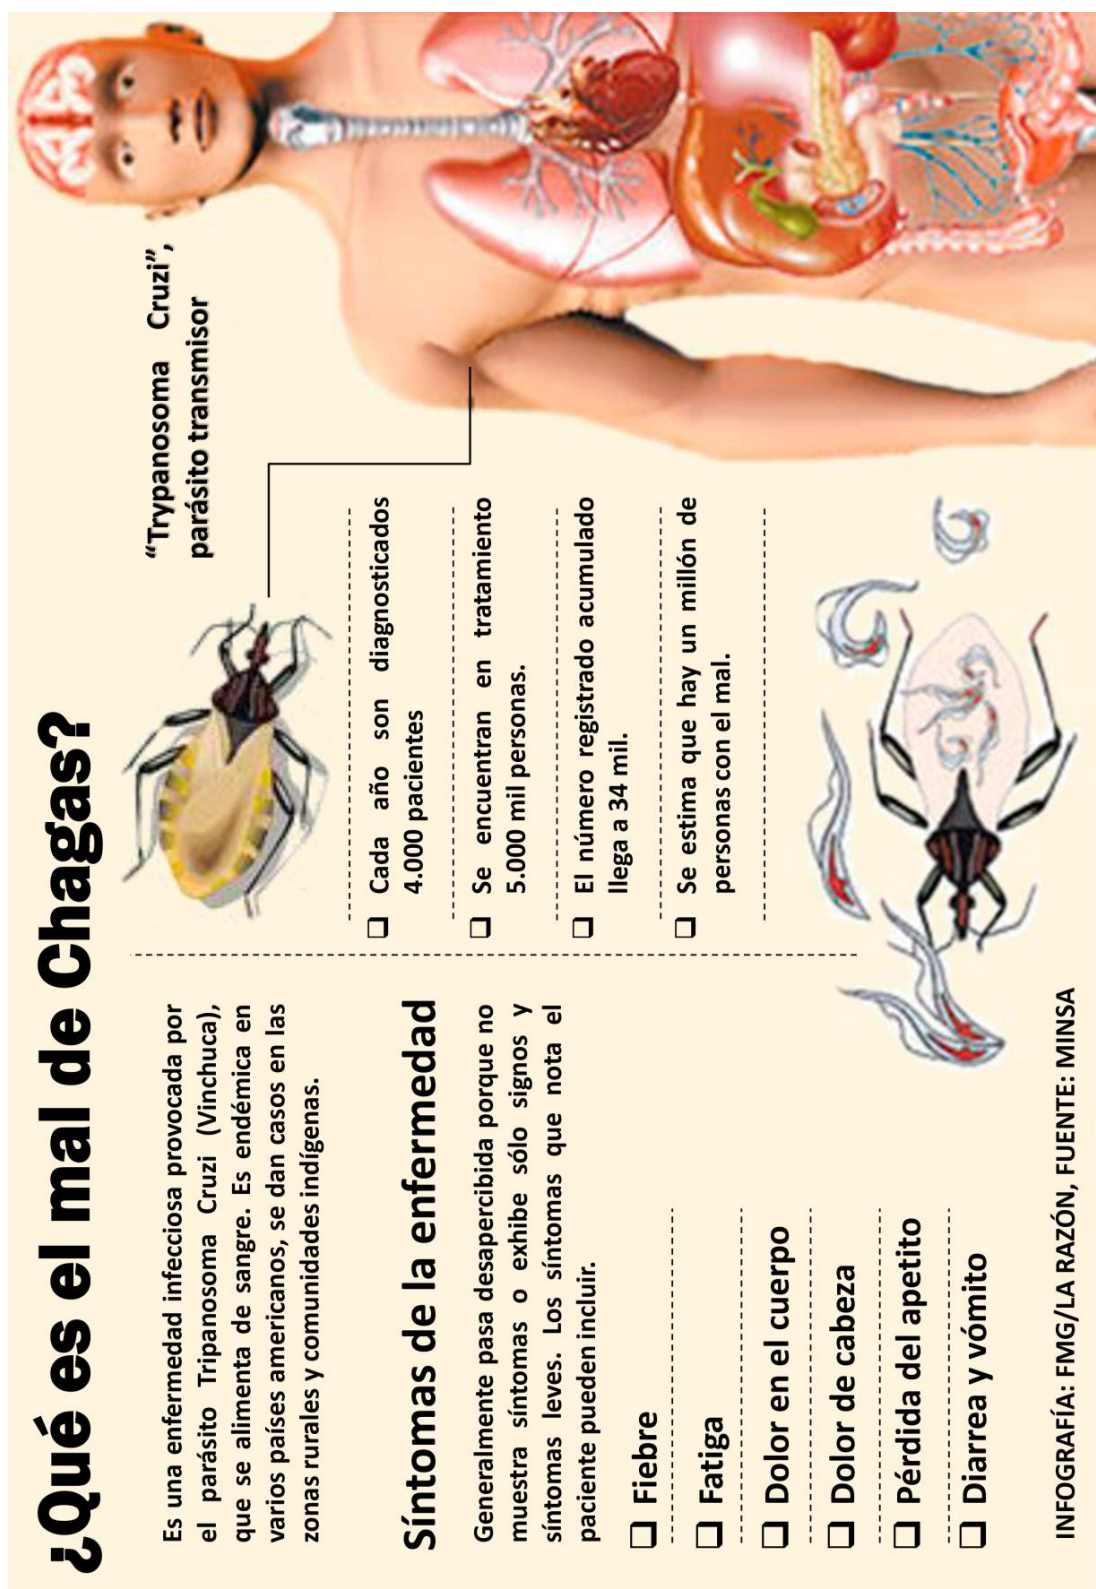 ¿Qué es el mal de Chagas?
Es una enfermedad infecciosa provocada por
el parásito Tripanosoma Cruzi (Vinchuca),
que se alimenta de sangre. Es endémica en
varios países americanos, se dan casos en las
zonas rurales y comunidades indígenas.
Síntomas de la enfermedad
Generalmente pasa desapercibida porque no
muestra síntomas o exhibe sólo signos y
síntomas leves. Los síntomas que nota el
paciente pueden incluir.
Fiebre
Fatiga
Dolor en el cuerpo
Dolor de cabeza
Pérdida del apetito
Diarrea y vómito
"Trypanosoma Cruzi",
parásito transmisor
Cada año son diagnosticados
4.000 pacientes
Se encuentran en tratamiento
5.000 mil personas.
El número registrado acumulado
llega a 34 mil.
Se estima que hay un millón de
personas con el mal.
INFOGRAFÍA: FMG/LA RAZÓN, FUENTE: MINSA